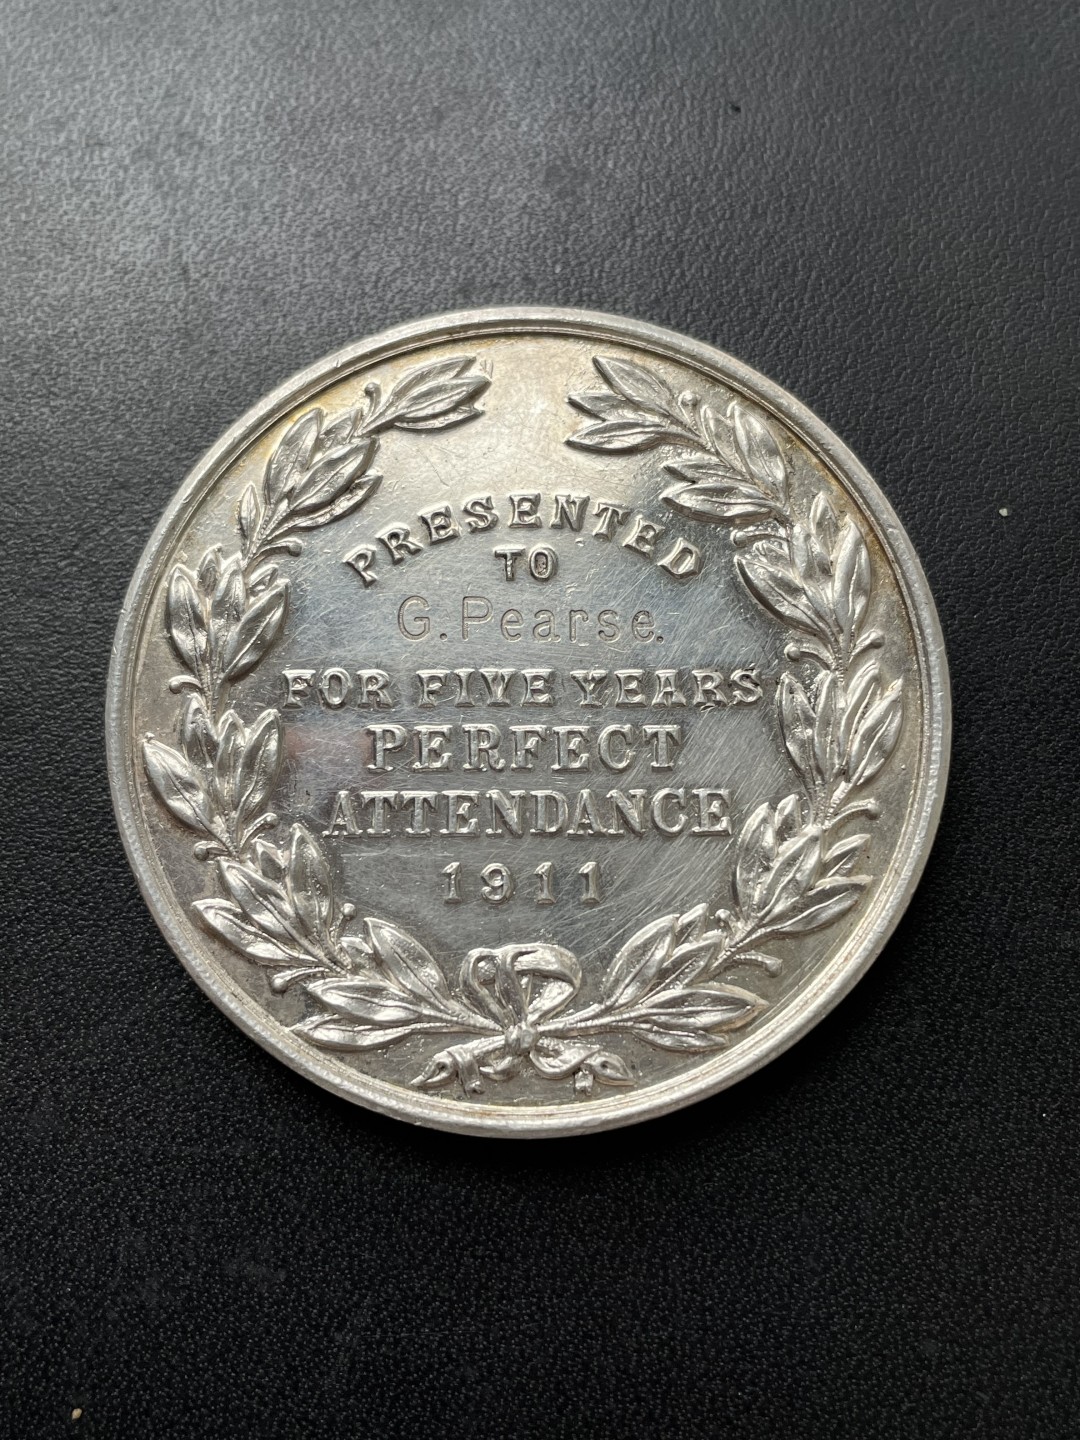 PRESENTED
TO
G. Pearse.
FOR FIVE YEARS
PERFECT
ATTENDANCE
1911